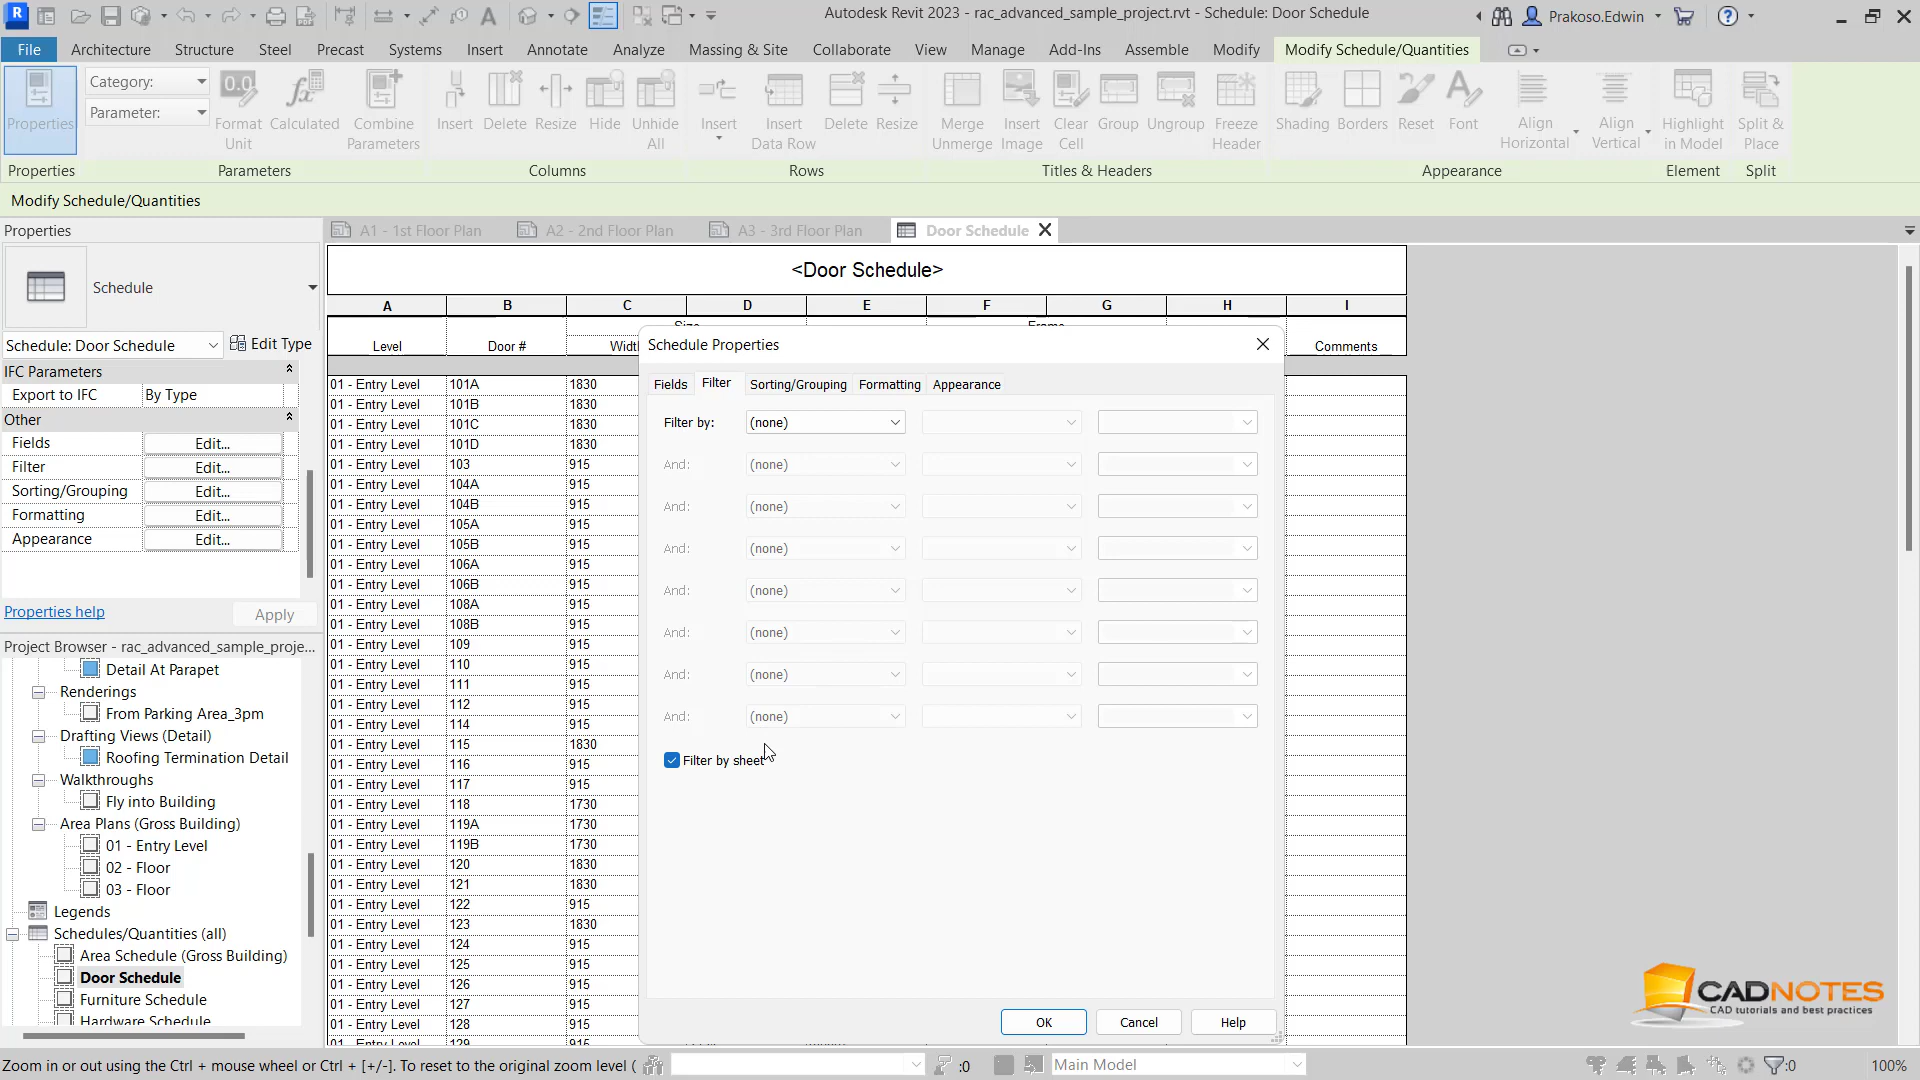 Autodesk Revit 2023 - rac_advanced_sample_project.rvt - Schedule: Door Schedule
Prakoso.Edwin
File Architecture Structure Steel Precast Systems Insert Annotate Analyze Massing & Site Collaborate View Manage Add-Ins Assemble Modify Modify Schedule/Quantities
Properties
Category:
Parameter:
Format Unit
Calculated
Combine Parameters
Insert
Delete
Resize
Hide
Unhide All
Insert
Insert Data Row
Delete
Resize
Merge Unmerge
Insert Image
Clear Cell
Group
Ungroup
Freeze Header
Shading
Borders
Reset
Font
Align Horizontal
Align Vertical
Highlight in Model
Split & Place
Properties Parameters Columns Rows Titles & Headers Appearance Element Split
Modify Schedule/Quantities
Properties
Schedule
Schedule: Door Schedule
Edit Type
IFC Parameters
Export to IFC By Type
Other
Fields Edit...
Filter Edit...
Sorting/Grouping Edit...
Formatting Edit...
Appearance Edit...
Properties help
Apply
Project Browser - rac_advanced_sample_proje...
Detail At Parapet
Renderings
From Parking Area_3pm
Drafting Views (Detail)
Roofing Termination Detail
Walkthroughs
Fly into Building
Area Plans (Gross Building)
01 - Entry Level
02 - Floor
03 - Floor
Legends
Schedules/Quantities (all)
Area Schedule (Gross Building)
Door Schedule
Furniture Schedule
Hardware Schedule
A1 - 1st Floor Plan
A2 - 2nd Floor Plan
A3 - 3rd Floor Plan
Door Schedule
<Door Schedule>
A B C D E F G H I
Size Frame
Level Door # Widt Comments
01 - Entry Level 101A 1830
01 - Entry Level 101B 1830
01 - Entry Level 101C 1830
01 - Entry Level 101D 1830
01 - Entry Level 103 915
01 - Entry Level 104A 915
01 - Entry Level 104B 915
01 - Entry Level 105A 915
01 - Entry Level 105B 915
01 - Entry Level 106A 915
01 - Entry Level 106B 915
01 - Entry Level 108A 915
01 - Entry Level 108B 915
01 - Entry Level 109 915
01 - Entry Level 110 915
01 - Entry Level 111 915
01 - Entry Level 112 915
01 - Entry Level 114 915
01 - Entry Level 115 1830
01 - Entry Level 116 915
01 - Entry Level 117 915
01 - Entry Level 118 1730
01 - Entry Level 119A 1730
01 - Entry Level 119B 1730
01 - Entry Level 120 1830
01 - Entry Level 121 1830
01 - Entry Level 122 915
01 - Entry Level 123 1830
01 - Entry Level 124 915
01 - Entry Level 125 915
01 - Entry Level 126 915
01 - Entry Level 127 915
01 - Entry Level 128 915
01 - Entry Level 129 915
Schedule Properties
Fields Filter Sorting/Grouping Formatting Appearance
Filter by: (none)
And: (none)
And: (none)
And: (none)
And: (none)
And: (none)
And: (none)
And: (none)
Filter by sheet
OK Cancel Help
CADNOTES
CAD tutorials and best practices
Zoom in or out using the Ctrl + mouse wheel or Ctrl + [+/-]. To reset to the original zoom level (
:0
Main Model
:0
100%